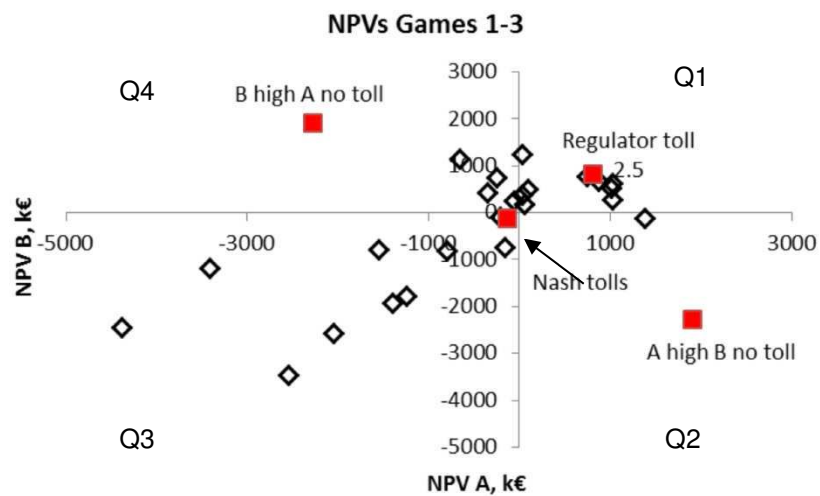 NPVs Games 1-3
Q4
3000
Q1
B high A no toll
2000
Regulator toll
1000
2.5
0
-5000
-3000
-1000
1000
3000
NPV B, k€
-1000
Nash tolls
-2000
A high B no toll
-3000
-4000
Q3
Q2
-5000
NPV A, k€